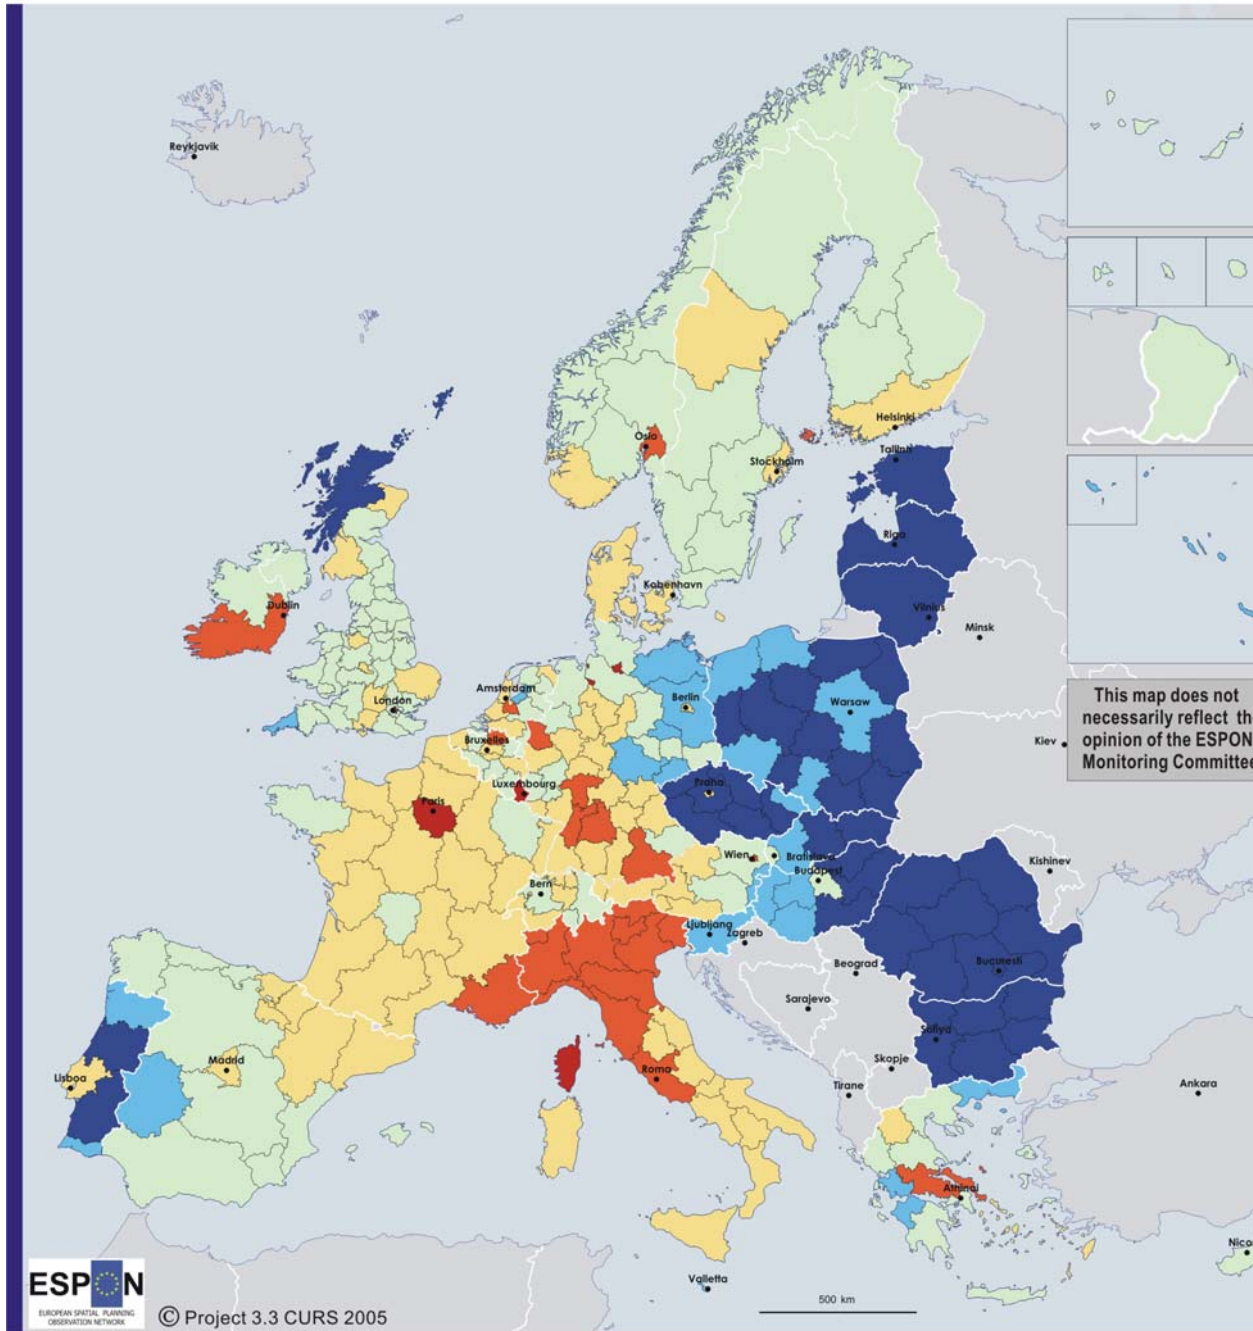 Reykjavik
Helsinki
Oslo
Tallinn
Stockholm
Riga
Kobenhavn
Dublin
Vilnius
Minsk
Amsterdam
Berlin
Warsaw
London
This map does not
necessarily reflect th
opinion of the ESPON
Monitoring Committee
Kiev
Bruxelles
Luxembourg
Praha
Paris
Wien
Bratislava
Kishinev
Budapest
Bern
Ljubljana
Zagreb
Beograd
Bucuresti
Sarajevo
Sofiya
Madrid
Roma
Skopje
Lisboa
Tirane
Ankara
Athinai
Nico
Valletta
ESPON
EUROPEAN SPATIAL PLANNING
OBSERVATION NETWORK
© Project 3.3 CURS 2005
500 km